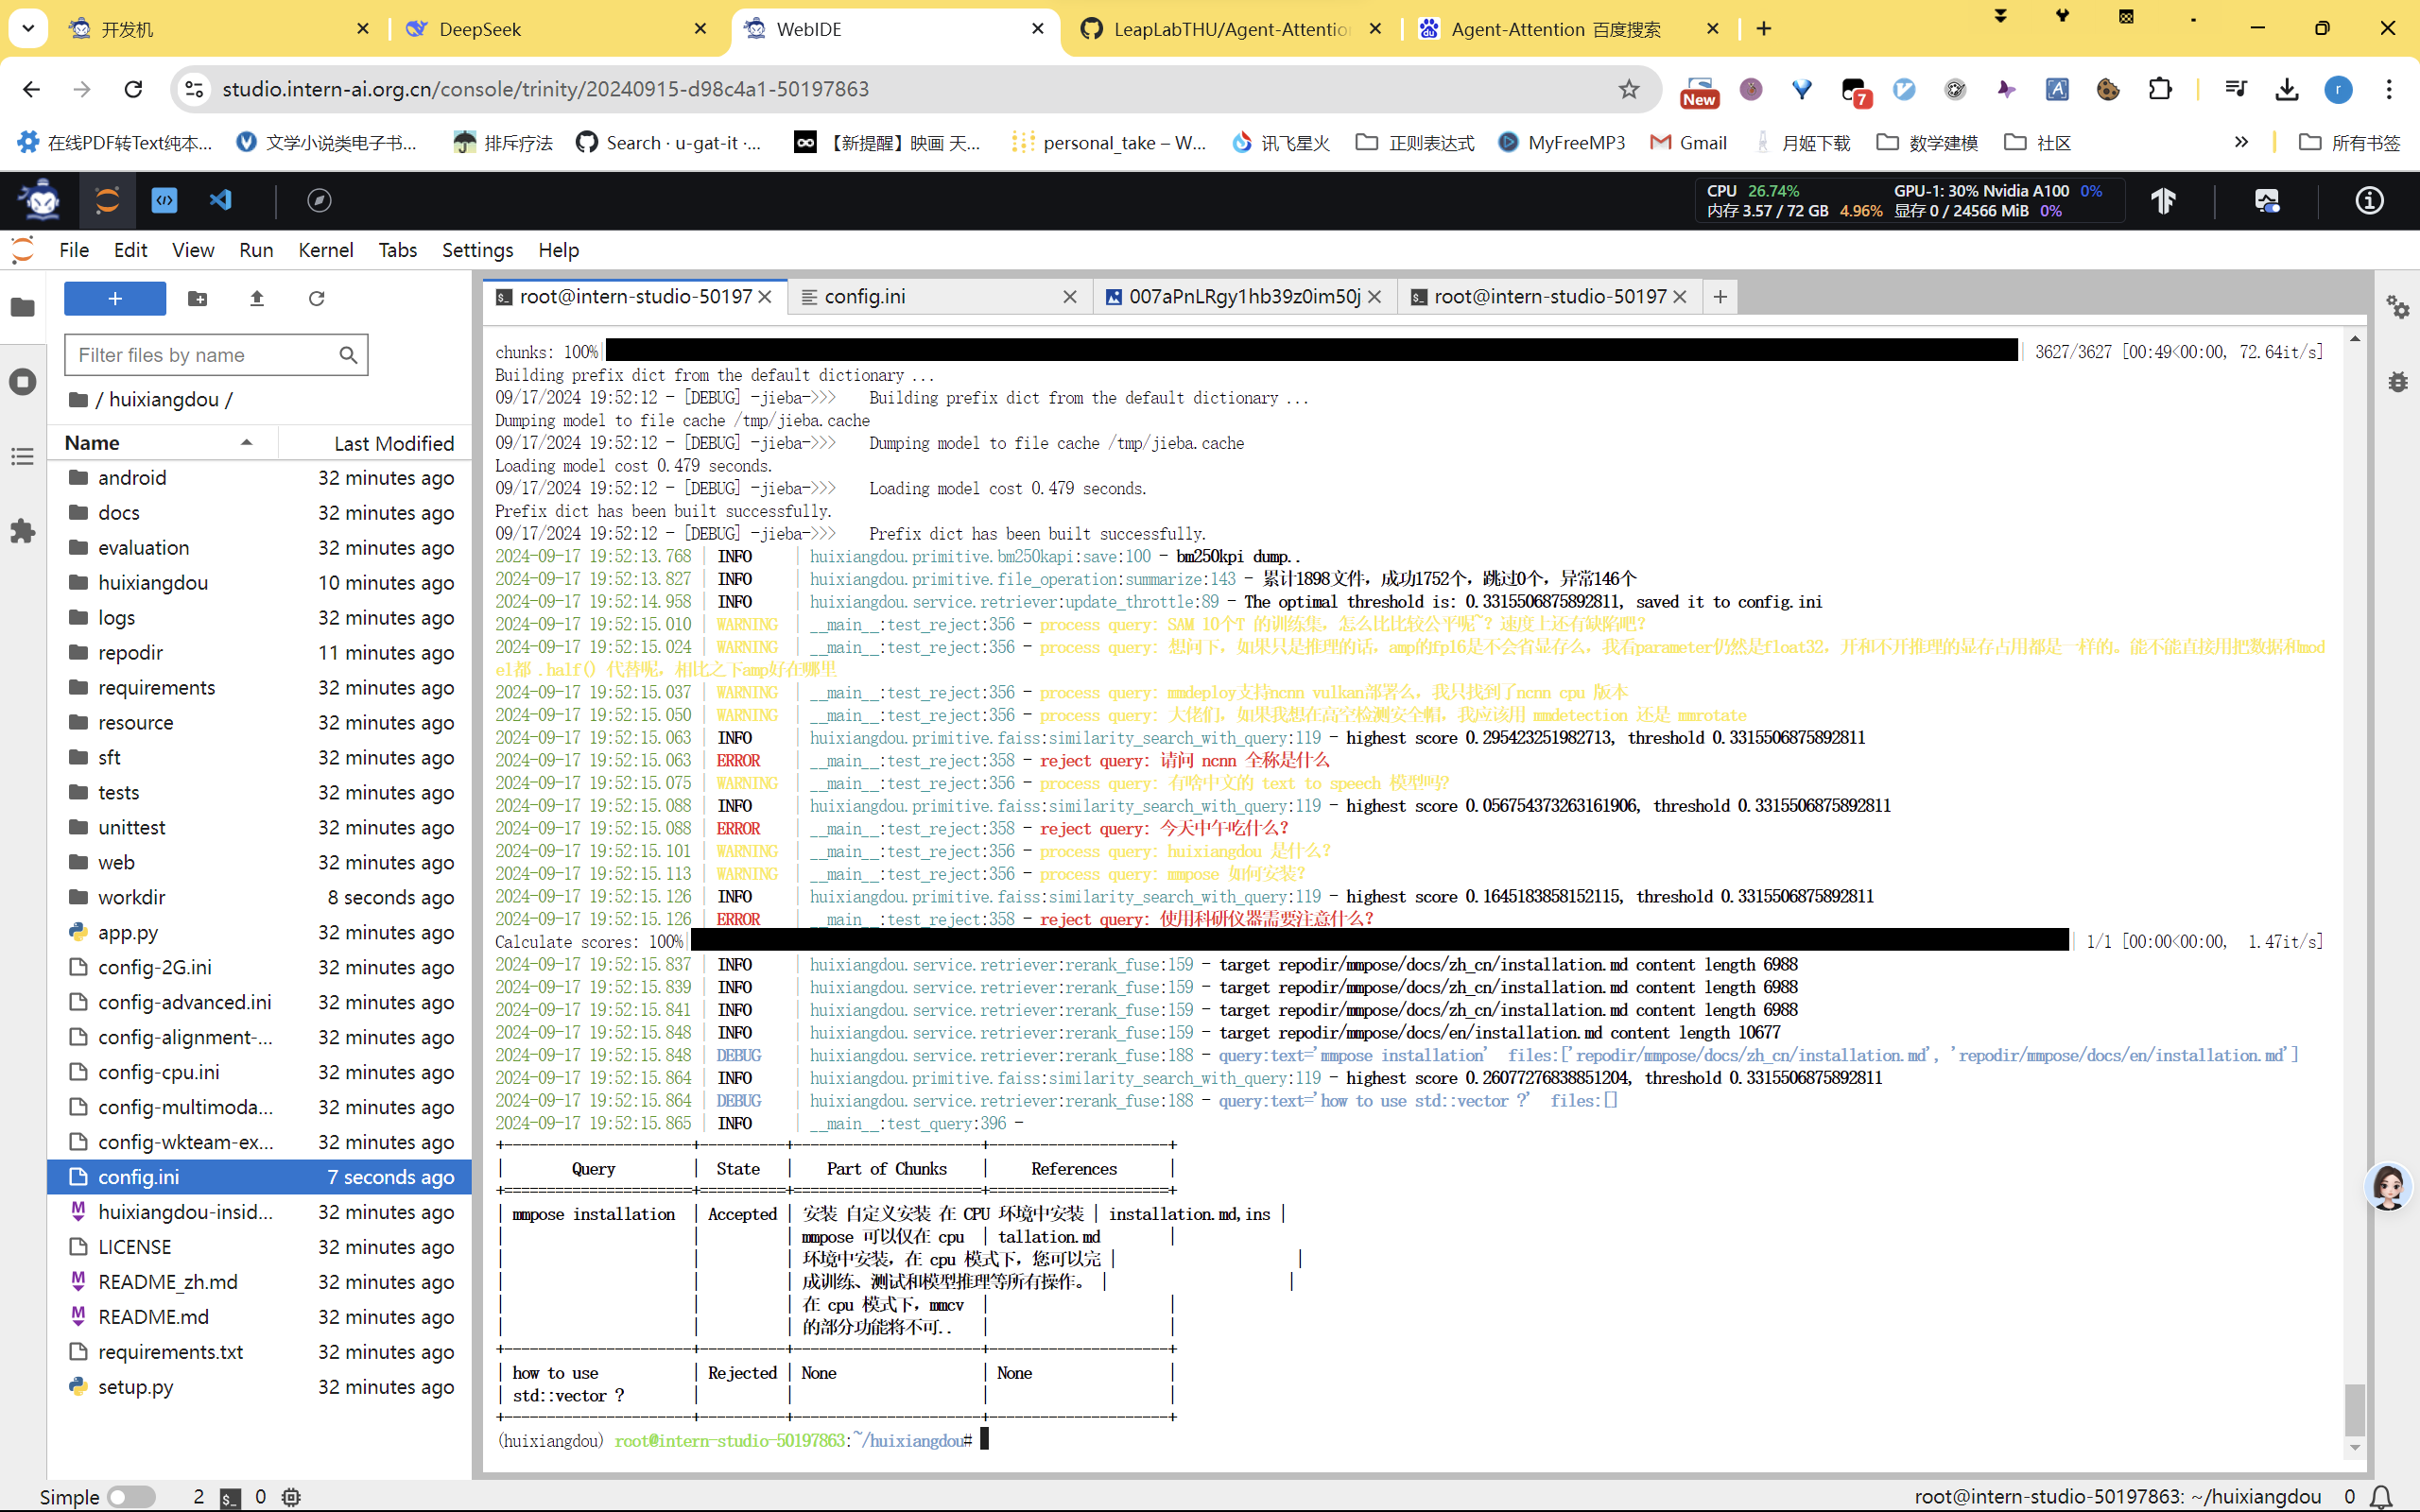 开发机
DeepSeek
WebIDE
LeapLabTHU/Agent-Attentio
Agent-Attention 百度搜索
studio.intern-ai.org.cn/console/trinity/20240915-d98c4a1-50197863
New
7
r
在线PDF转Text纯本...
文学小说类电子书...
排斥疗法
Search · u-gat-it ·...
【新提醒】映画 天...
personal_take – W...
讯飞星火
正则表达式
MyFreeMP3
Gmail
月姬下载
数学建模
社区
所有书签
CPU 26.74%
GPU-1: 30% Nvidia A100 0%
内存 3.57 / 72 GB 4.96%
显存 0 / 24566 MiB 0%
File Edit View Run Kernel Tabs Settings Help
root@intern-studio-50197
config.ini
007aPnLRgy1hb39z0im50j
root@intern-studio-50197
Filter files by name
/ huixiangdou /
Name Last Modified
android 32 minutes ago
docs 32 minutes ago
evaluation 32 minutes ago
huixiangdou 10 minutes ago
logs 32 minutes ago
repodir 11 minutes ago
requirements 32 minutes ago
resource 32 minutes ago
sft 32 minutes ago
tests 32 minutes ago
unittest 32 minutes ago
web 32 minutes ago
workdir 8 seconds ago
app.py 32 minutes ago
config-2G.ini 32 minutes ago
config-advanced.ini 32 minutes ago
config-alignment-... 32 minutes ago
config-cpu.ini 32 minutes ago
config-multimoda... 32 minutes ago
config-wkteam-ex... 32 minutes ago
config.ini 7 seconds ago
huixiangdou-insid... 32 minutes ago
LICENSE 32 minutes ago
README_zh.md 32 minutes ago
README.md 32 minutes ago
requirements.txt 32 minutes ago
setup.py 32 minutes ago
chunks: 100%| | 3627/3627 [00:49<00:00, 72.64it/s]
Building prefix dict from the default dictionary ...
09/17/2024 19:52:12 - [DEBUG] -jieba->>> Building prefix dict from the default dictionary ...
Dumping model to file cache /tmp/jieba.cache
09/17/2024 19:52:12 - [DEBUG] -jieba->>> Dumping model to file cache /tmp/jieba.cache
Loading model cost 0.479 seconds.
09/17/2024 19:52:12 - [DEBUG] -jieba->>> Loading model cost 0.479 seconds.
Prefix dict has been built successfully.
09/17/2024 19:52:12 - [DEBUG] -jieba->>> Prefix dict has been built successfully.
2024-09-17 19:52:13.768 | INFO | huixiangdou.primitive.bm250kapi:save:100 - bm250kpi dump..
2024-09-17 19:52:13.827 | INFO | huixiangdou.primitive.file_operation:summarize:143 - 累计1898文件，成功1752个，跳过0个，异常146个
2024-09-17 19:52:14.958 | INFO | huixiangdou.service.retriever:update_throttle:89 - The optimal threshold is: 0.3315506875892811, saved it to config.ini
2024-09-17 19:52:15.010 | WARNING | __main__:test_reject:356 - process query: SAM 10个T 的训练集，怎么比比较公平呢~？速度上还有缺陷吧？
2024-09-17 19:52:15.024 | WARNING | __main__:test_reject:356 - process query: 想问下，如果只是推理的话，amp的fp16是不会省显存么，我看parameter仍然是float32，开和不开推理的显存占用都是一样的。能不能直接用把数据和mod
el都 .half() 代替呢，相比之下amp好在哪里
2024-09-17 19:52:15.037 | WARNING | __main__:test_reject:356 - process query: mmdeploy支持ncnn vulkan部署么，我只找到了ncnn cpu 版本
2024-09-17 19:52:15.050 | WARNING | __main__:test_reject:356 - process query: 大佬们，如果我想在高空检测安全帽，我应该用 mmdetection 还是 mmrotate
2024-09-17 19:52:15.063 | INFO | huixiangdou.primitive.faiss:similarity_search_with_query:119 - highest score 0.295423251982713, threshold 0.3315506875892811
2024-09-17 19:52:15.063 | ERROR | __main__:test_reject:358 - reject query: 请问 ncnn 全称是什么
2024-09-17 19:52:15.075 | WARNING | __main__:test_reject:356 - process query: 有啥中文的 text to speech 模型吗?
2024-09-17 19:52:15.088 | INFO | huixiangdou.primitive.faiss:similarity_search_with_query:119 - highest score 0.056754373263161906, threshold 0.3315506875892811
2024-09-17 19:52:15.088 | ERROR | __main__:test_reject:358 - reject query: 今天中午吃什么？
2024-09-17 19:52:15.101 | WARNING | __main__:test_reject:356 - process query: huixiangdou 是什么？
2024-09-17 19:52:15.113 | WARNING | __main__:test_reject:356 - process query: mmpose 如何安装？
2024-09-17 19:52:15.126 | INFO | huixiangdou.primitive.faiss:similarity_search_with_query:119 - highest score 0.1645183858152115, threshold 0.3315506875892811
2024-09-17 19:52:15.126 | ERROR | __main__:test_reject:358 - reject query: 使用科研仪器需要注意什么？
Calculate scores: 100%| | 1/1 [00:00<00:00, 1.47it/s]
2024-09-17 19:52:15.837 | INFO | huixiangdou.service.retriever:rerank_fuse:159 - target repodir/mmpose/docs/zh_cn/installation.md content length 6988
2024-09-17 19:52:15.839 | INFO | huixiangdou.service.retriever:rerank_fuse:159 - target repodir/mmpose/docs/zh_cn/installation.md content length 6988
2024-09-17 19:52:15.841 | INFO | huixiangdou.service.retriever:rerank_fuse:159 - target repodir/mmpose/docs/zh_cn/installation.md content length 6988
2024-09-17 19:52:15.848 | INFO | huixiangdou.service.retriever:rerank_fuse:159 - target repodir/mmpose/docs/en/installation.md content length 10677
2024-09-17 19:52:15.848 | DEBUG | huixiangdou.service.retriever:rerank_fuse:188 - query:text='mmpose installation' files:['repodir/mmpose/docs/zh_cn/installation.md', 'repodir/mmpose/docs/en/installation.md']
2024-09-17 19:52:15.864 | INFO | huixiangdou.primitive.faiss:similarity_search_with_query:119 - highest score 0.26077276838851204, threshold 0.3315506875892811
2024-09-17 19:52:15.864 | DEBUG | huixiangdou.service.retriever:rerank_fuse:188 - query:text='how to use std::vector ?' files:[]
2024-09-17 19:52:15.865 | INFO | __main__:test_query:396 -
| Query | State | Part of Chunks | References |
| mmpose installation | Accepted | 安装 自定义安装 在 CPU 环境中安装 | installation.md,ins |
| | | mmpose 可以仅在 cpu | tallation.md |
| | | 环境中安装，在 cpu 模式下，您可以完 | |
| | | 成训练、测试和模型推理等所有操作。 | |
| | | 在 cpu 模式下，mmcv | |
| | | 的部分功能将不可.. | |
| how to use | Rejected | None | None |
| std::vector ? | | | |
(huixiangdou) root@intern-studio-50197863:~/huixiangdou#
Simple 2 0
root@intern-studio-50197863: ~/huixiangdou 0